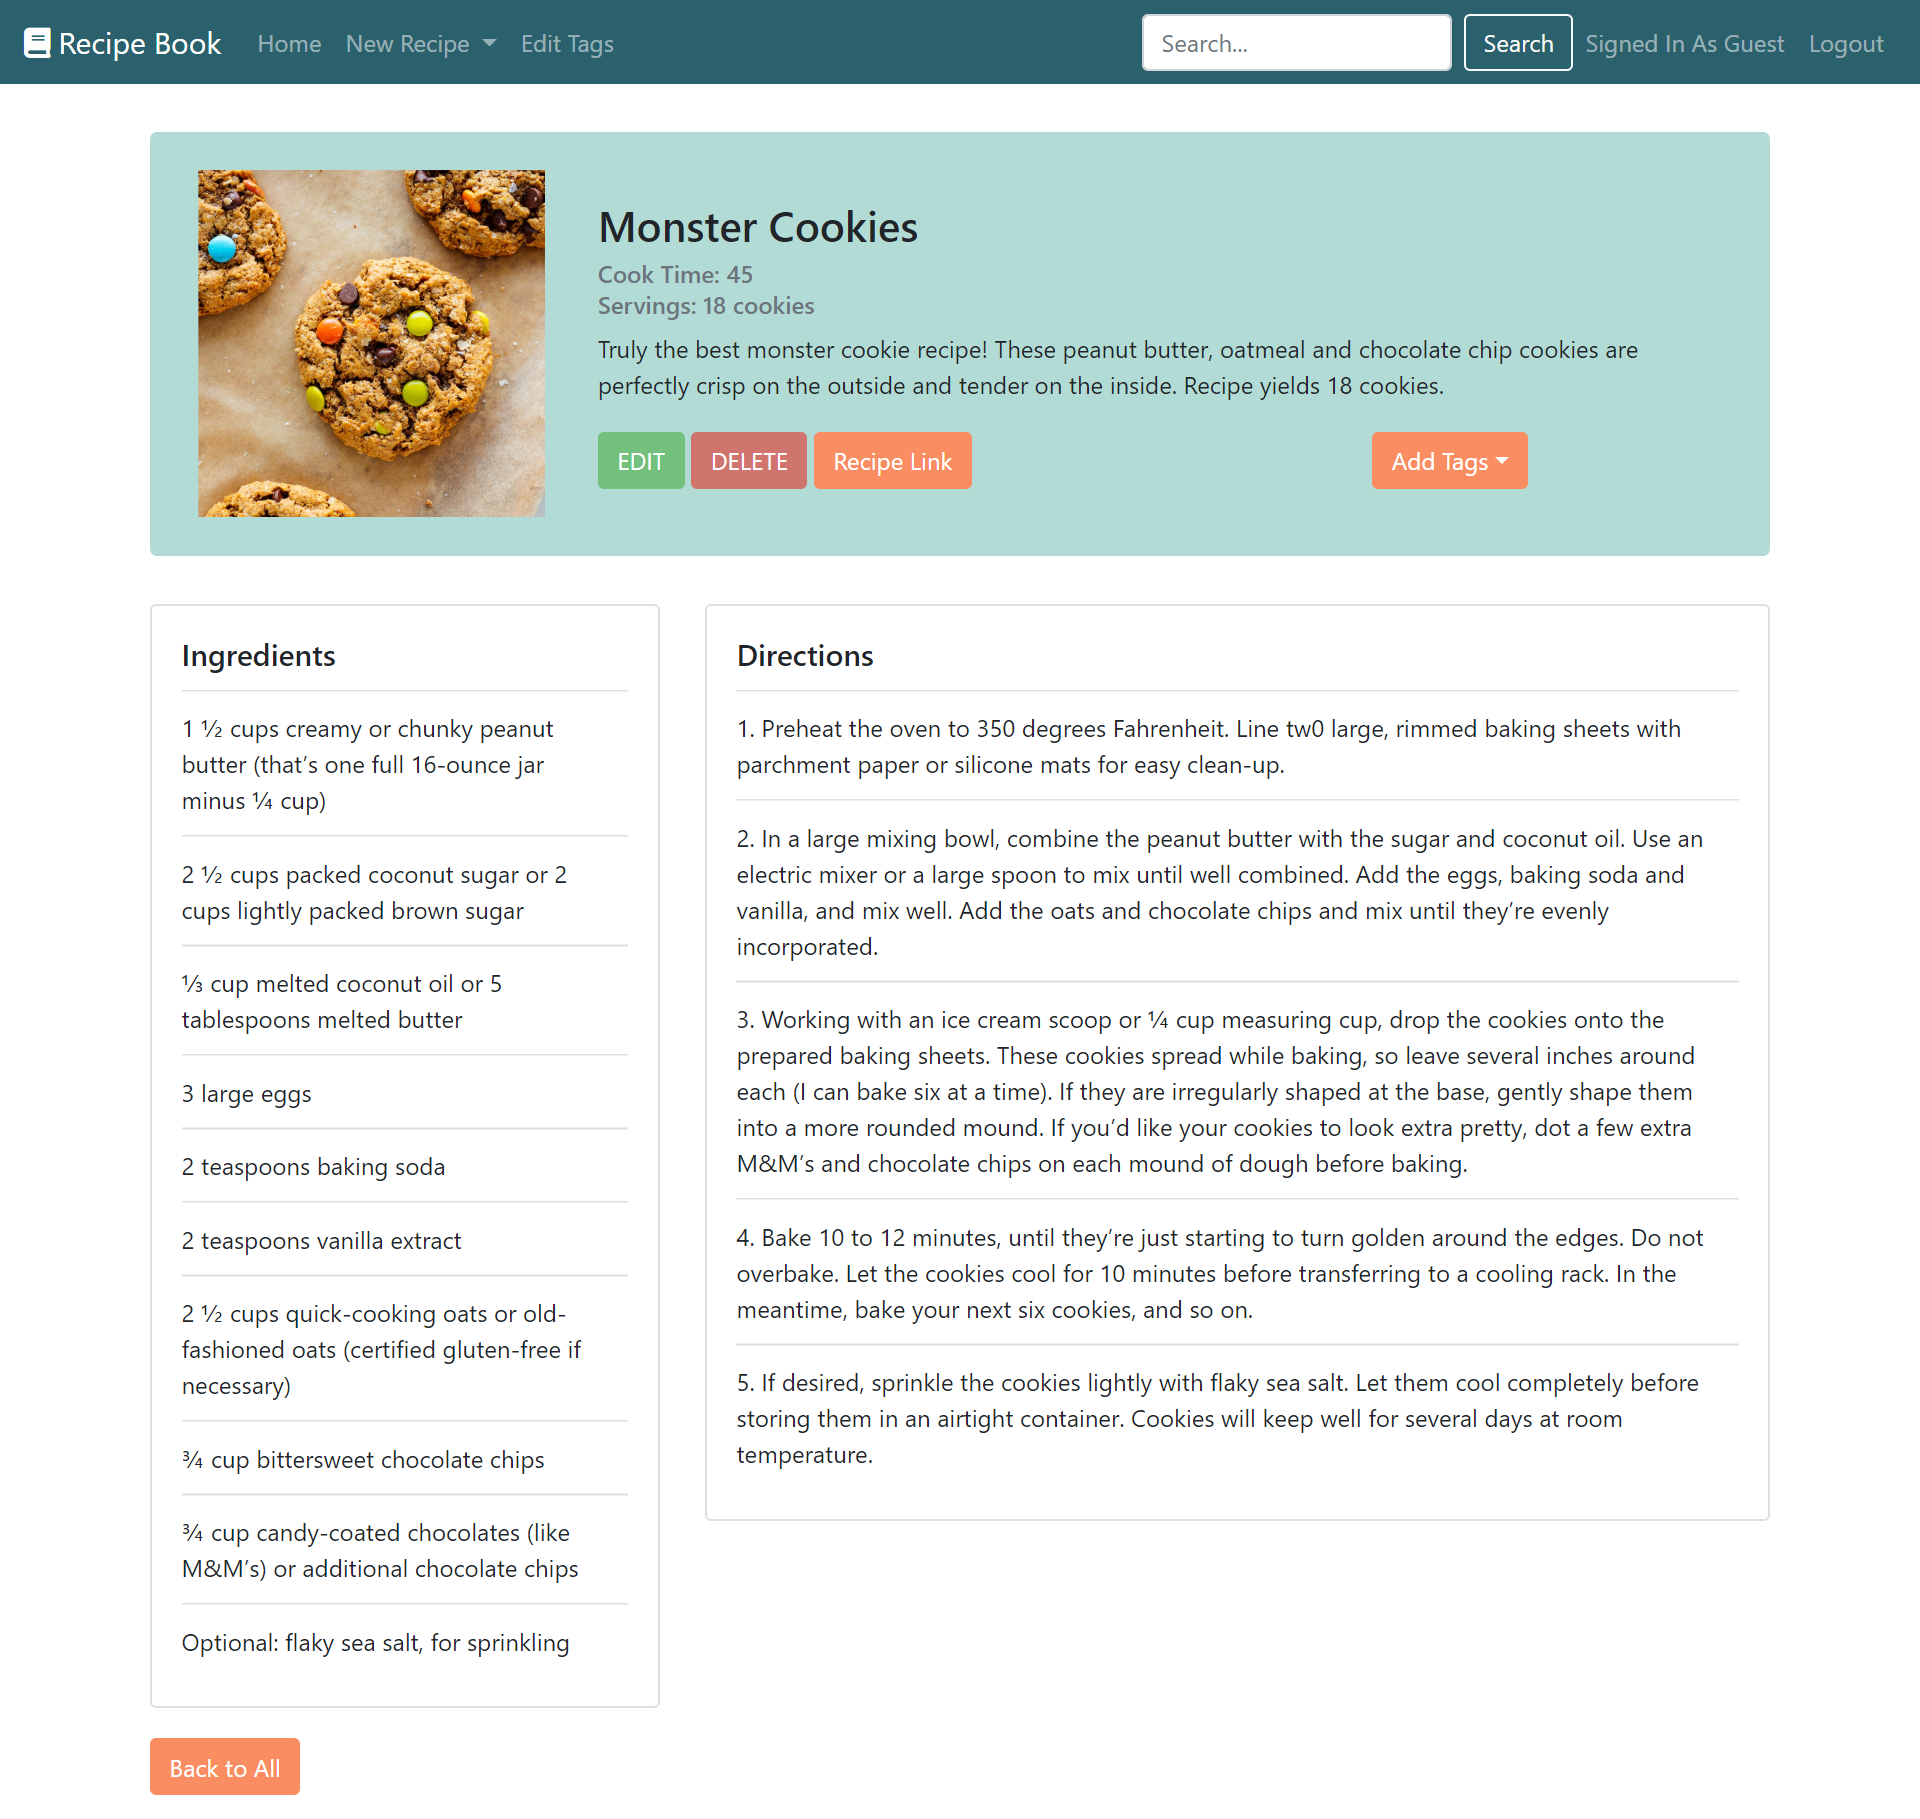 Recipe Book Home New Recipe Edit Tags Search... Search Signed In As Guest Logout
Monster Cookies
Cook Time: 45
Servings: 18 cookies
Truly the best monster cookie recipe! These peanut butter, oatmeal and chocolate chip cookies are
perfectly crisp on the outside and tender on the inside. Recipe yields 18 cookies.
EDIT DELETE Recipe Link Add Tags
Ingredients
1 ½ cups creamy or chunky peanut
butter (that’s one full 16-ounce jar
minus ¼ cup)
2 ½ cups packed coconut sugar or 2
cups lightly packed brown sugar
⅓ cup melted coconut oil or 5
tablespoons melted butter
3 large eggs
2 teaspoons baking soda
2 teaspoons vanilla extract
2 ½ cups quick-cooking oats or old-
fashioned oats (certified gluten-free if
necessary)
¾ cup bittersweet chocolate chips
¾ cup candy-coated chocolates (like
M&M’s) or additional chocolate chips
Optional: flaky sea salt, for sprinkling
Directions
1. Preheat the oven to 350 degrees Fahrenheit. Line tw0 large, rimmed baking sheets with
parchment paper or silicone mats for easy clean-up.
2. In a large mixing bowl, combine the peanut butter with the sugar and coconut oil. Use an
electric mixer or a large spoon to mix until well combined. Add the eggs, baking soda and
vanilla, and mix well. Add the oats and chocolate chips and mix until they’re evenly
incorporated.
3. Working with an ice cream scoop or ¼ cup measuring cup, drop the cookies onto the
prepared baking sheets. These cookies spread while baking, so leave several inches around
each (I can bake six at a time). If they are irregularly shaped at the base, gently shape them
into a more rounded mound. If you’d like your cookies to look extra pretty, dot a few extra
M&M’s and chocolate chips on each mound of dough before baking.
4. Bake 10 to 12 minutes, until they’re just starting to turn golden around the edges. Do not
overbake. Let the cookies cool for 10 minutes before transferring to a cooling rack. In the
meantime, bake your next six cookies, and so on.
5. If desired, sprinkle the cookies lightly with flaky sea salt. Let them cool completely before
storing them in an airtight container. Cookies will keep well for several days at room
temperature.
Back to All